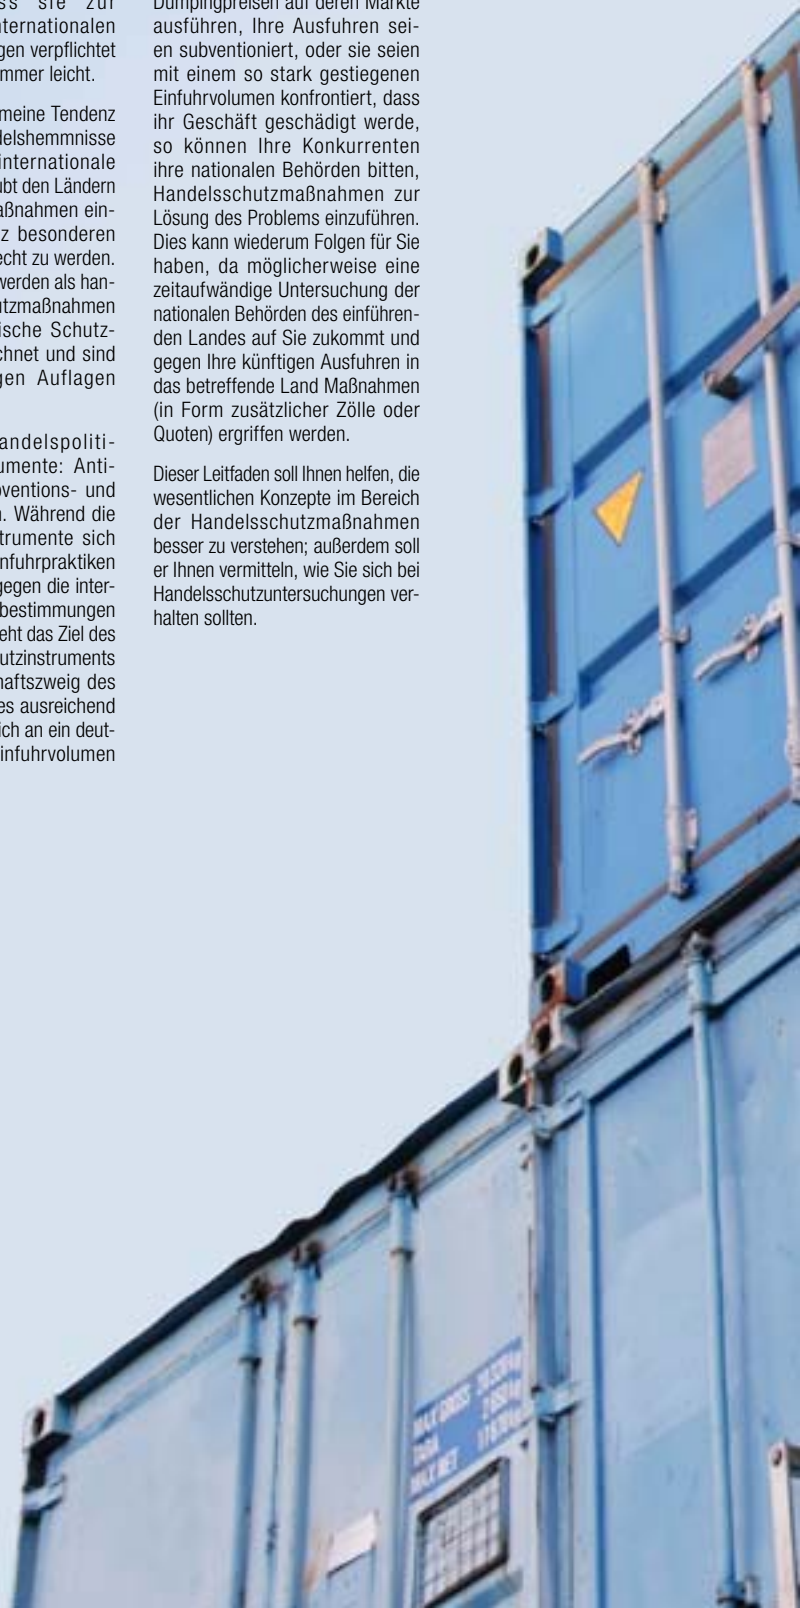 ss sie zur
nternationalen
gen verpflichtet
mmer leicht.
meine Tendenz
delshemmnisse
internationale
ubt den Ländern
aßnahmen ein-
z besonderen
echt zu werden.
werden als han-
utzmaßnahmen
ische Schutz-
chnet und sind
gen Auflagen
andelspoliti-
umente: Anti-
oventions- und
n. Während die
trumente sich
nfuhrpraktiken
gegen die inter-
bestimmungen
eht das Ziel des
utzinstruments
haftszweig des
es ausreichend
ich an ein deut-
infuhrvolumen
Dumpingpreisen auf deren Märkte
ausführen, Ihre Ausfuhren sei-
en subventioniert, oder sie seien
mit einem so stark gestiegenen
Einfuhrvolumen konfrontiert, dass
ihr Geschäft geschädigt werde,
so können Ihre Konkurrenten
ihre nationalen Behörden bitten,
Handelsschutzmaßnahmen zur
Lösung des Problems einzuführen.
Dies kann wiederum Folgen für Sie
haben, da möglicherweise eine
zeitaufwändige Untersuchung der
nationalen Behörden des einführen-
den Landes auf Sie zukommt und
gegen Ihre künftigen Ausfuhren in
das betreffende Land Maßnahmen
(in Form zusätzlicher Zölle oder
Quoten) ergriffen werden.
Dieser Leitfaden soll Ihnen helfen, die
wesentlichen Konzepte im Bereich
der Handelsschutzmaßnahmen
besser zu verstehen; außerdem soll
er Ihnen vermitteln, wie Sie sich bei
Handelsschutzuntersuchungen ver-
halten sollten.
MAX GROSS
TARA
MAX NET